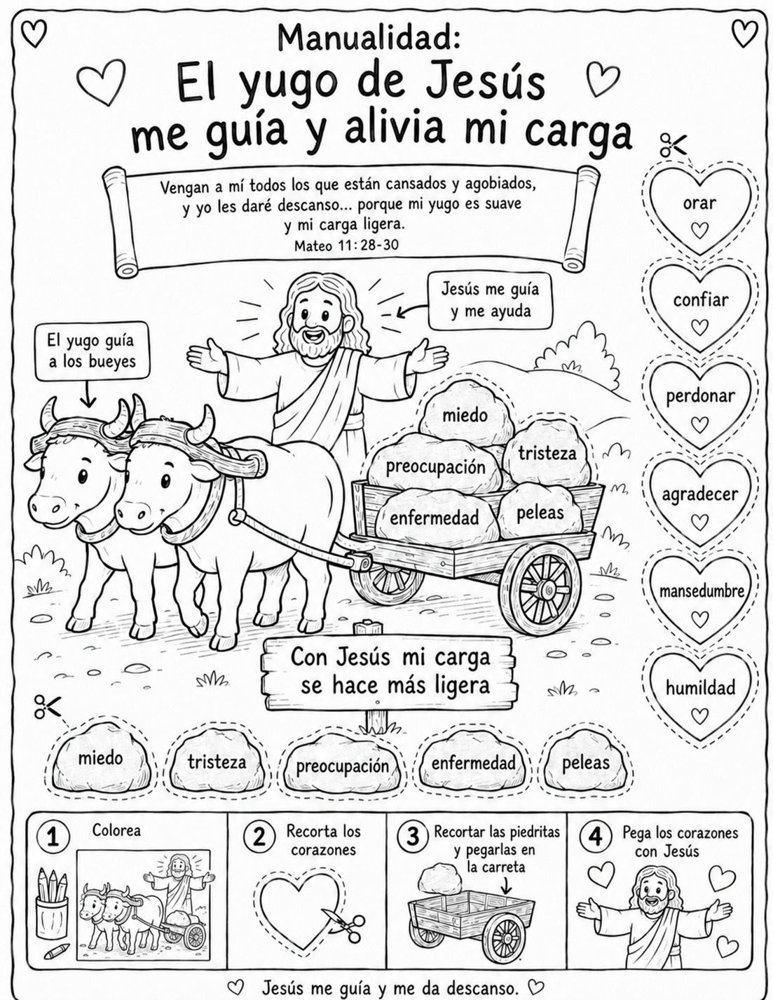 Manualidad:
El yugo de Jesús
me guía y alivia mi carga
Vengan a mí todos los que están cansados y agobiados,
y yo les daré descanso... porque mi yugo es suave
y mi carga ligera.
Mateo 11:28-30
Jesús me guía
y me ayuda
El yugo guía
a los bueyes
miedo
tristeza
preocupación
enfermedad
peleas
Con Jesús mi carga
se hace más ligera
orar
confiar
perdonar
agradecer
mansedumbre
humildad
miedo
tristeza
preocupación
enfermedad
peleas
1
Colorea
2
Recorta los
corazones
3
Recortar las piedritas
y pegarlas en
la carreta
4
Pega los corazones
con Jesús
Jesús me guía y me da descanso.